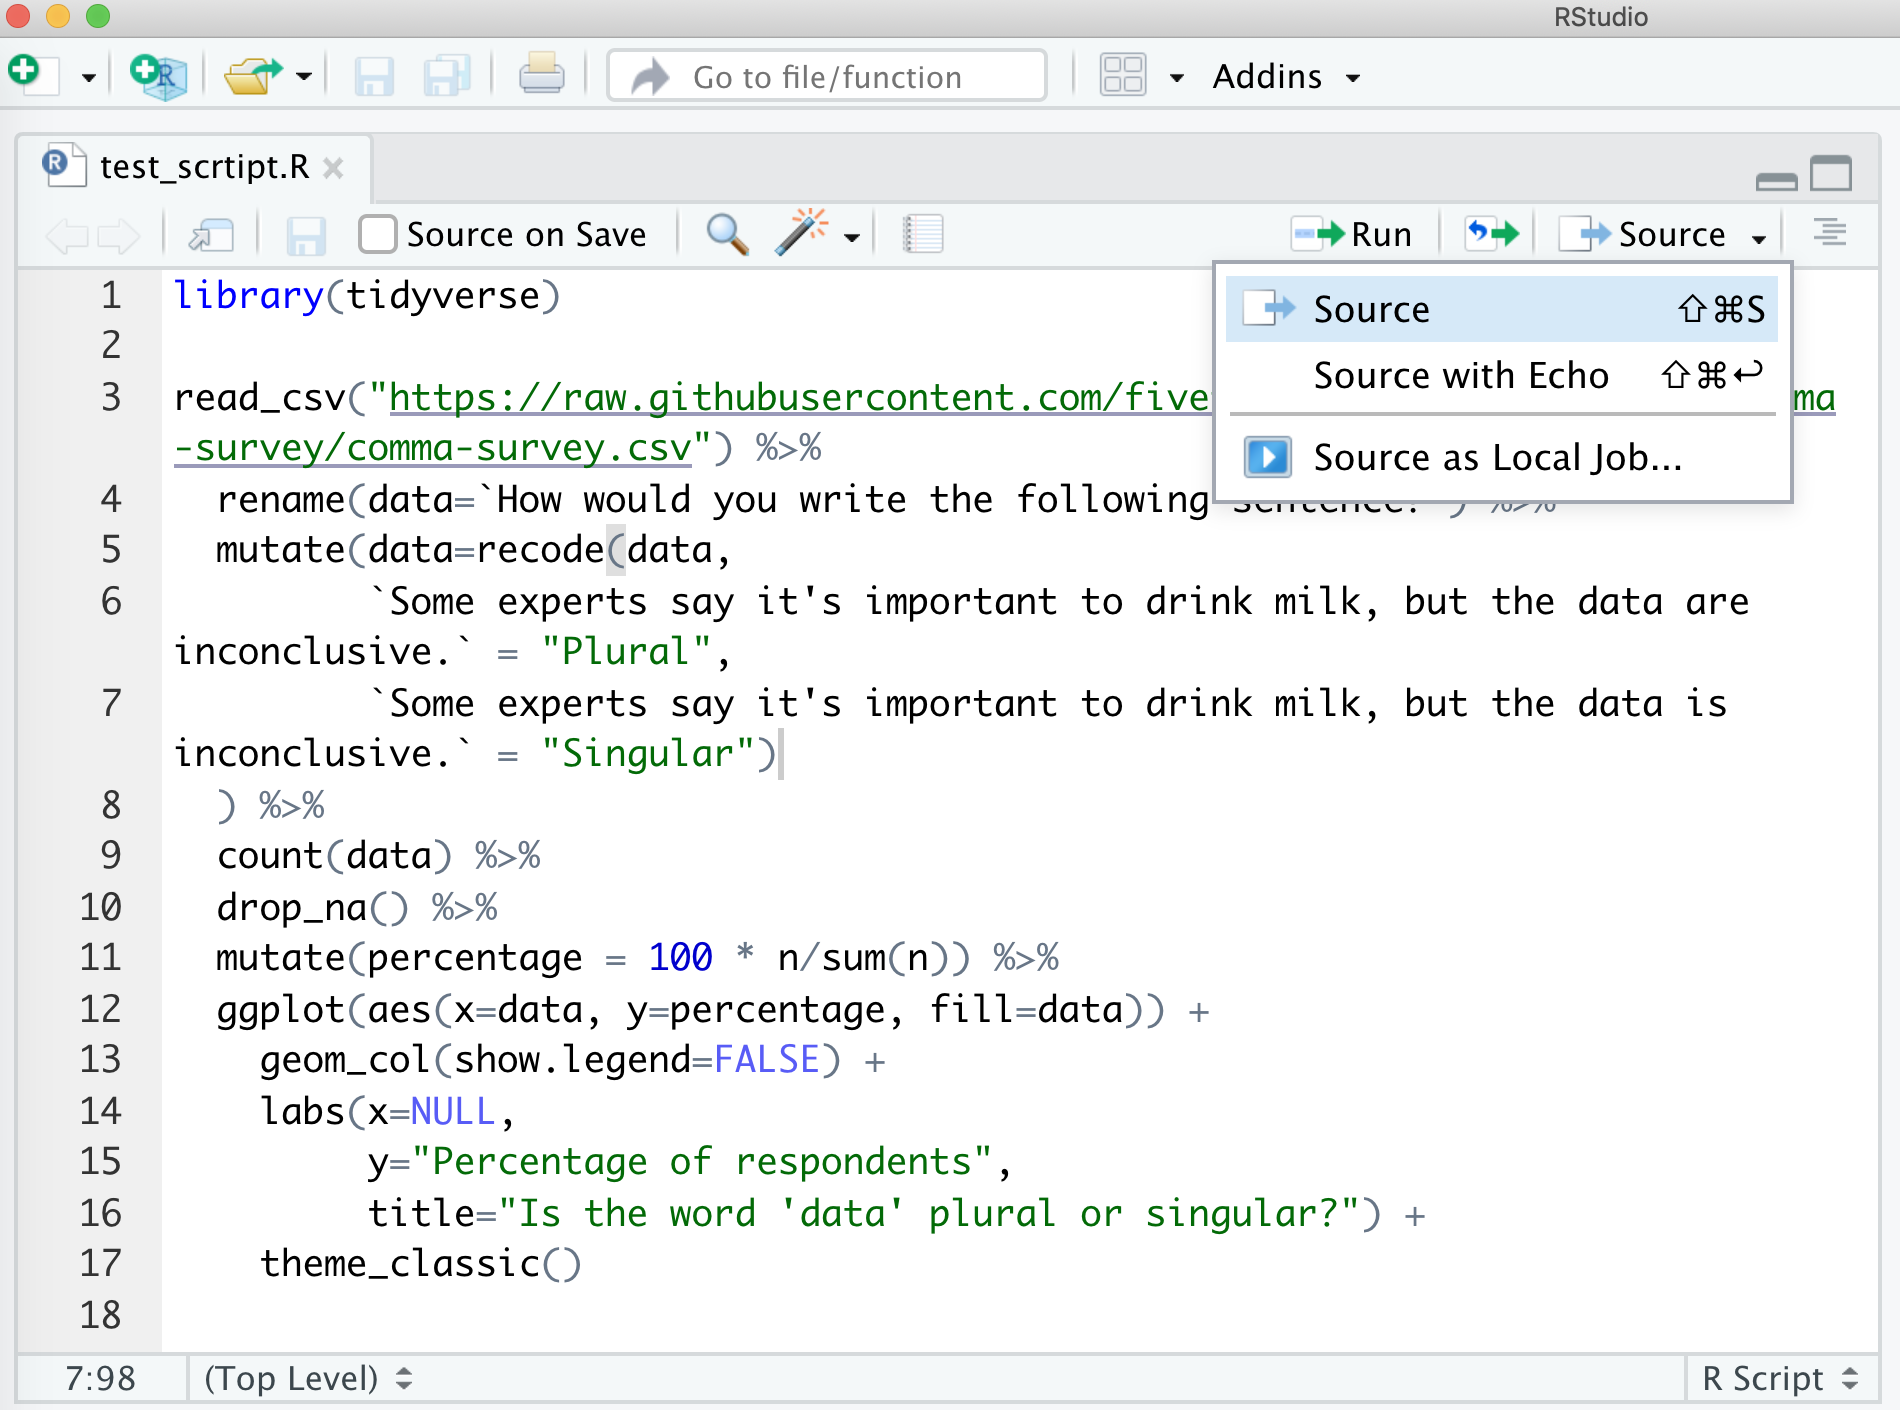 RStudio
Go to file/function
Addins
test_scrtipt.R
Source on Save
Run
Source
Source ⇧⌘S
Source with Echo ⇧⌘↩
Source as Local Job...
1 library(tidyverse)
2
3 read_csv("https://raw.githubusercontent.com/five ma
-survey/comma-survey.csv") %>%
4   rename(data=`How would you write the following sentence?`) %>%
5   mutate(data=recode(data,
6          `Some experts say it's important to drink milk, but the data are
inconclusive.` = "Plural",
7          `Some experts say it's important to drink milk, but the data is
inconclusive.` = "Singular")
8   ) %>%
9   count(data) %>%
10   drop_na() %>%
11   mutate(percentage = 100 * n/sum(n)) %>%
12   ggplot(aes(x=data, y=percentage, fill=data)) +
13     geom_col(show.legend=FALSE) +
14     labs(x=NULL,
15          y="Percentage of respondents",
16          title="Is the word 'data' plural or singular?") +
17     theme_classic()
18
7:98 (Top Level) R Script